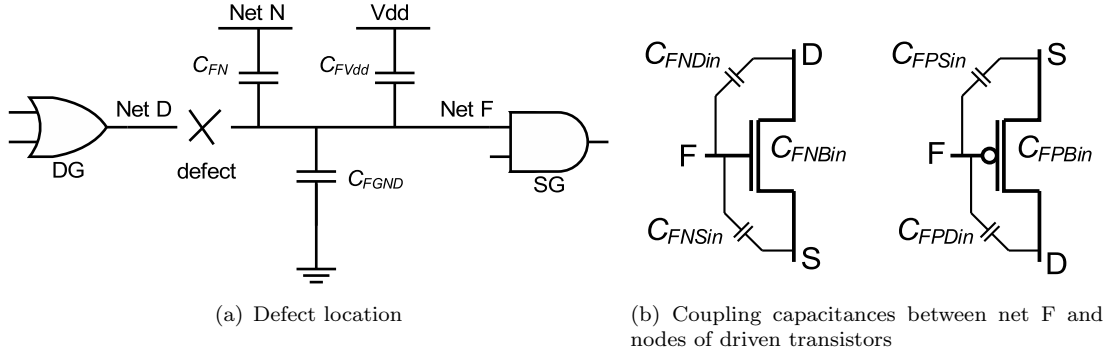 Net N
Vdd
C_FN
C_FVdd
Net D
Net F
DG
defect
C_FGND
SG
(a) Defect location
C_FNDin
D
F
C_FNBin
C_FNSin
S
C_FPSin
S
F
C_FPBin
C_FPDin
D
(b) Coupling capacitances between net F and
nodes of driven transistors